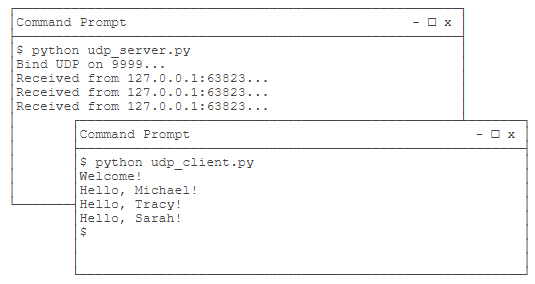 Command Prompt - □ x
$ python udp_server.py
Bind UDP on 9999...
Received from 127.0.0.1:63823...
Received from 127.0.0.1:63823...
Received from 127.0.0.1:63823...
Command Prompt - □ x
$ python udp_client.py
Welcome!
Hello, Michael!
Hello, Tracy!
Hello, Sarah!
$